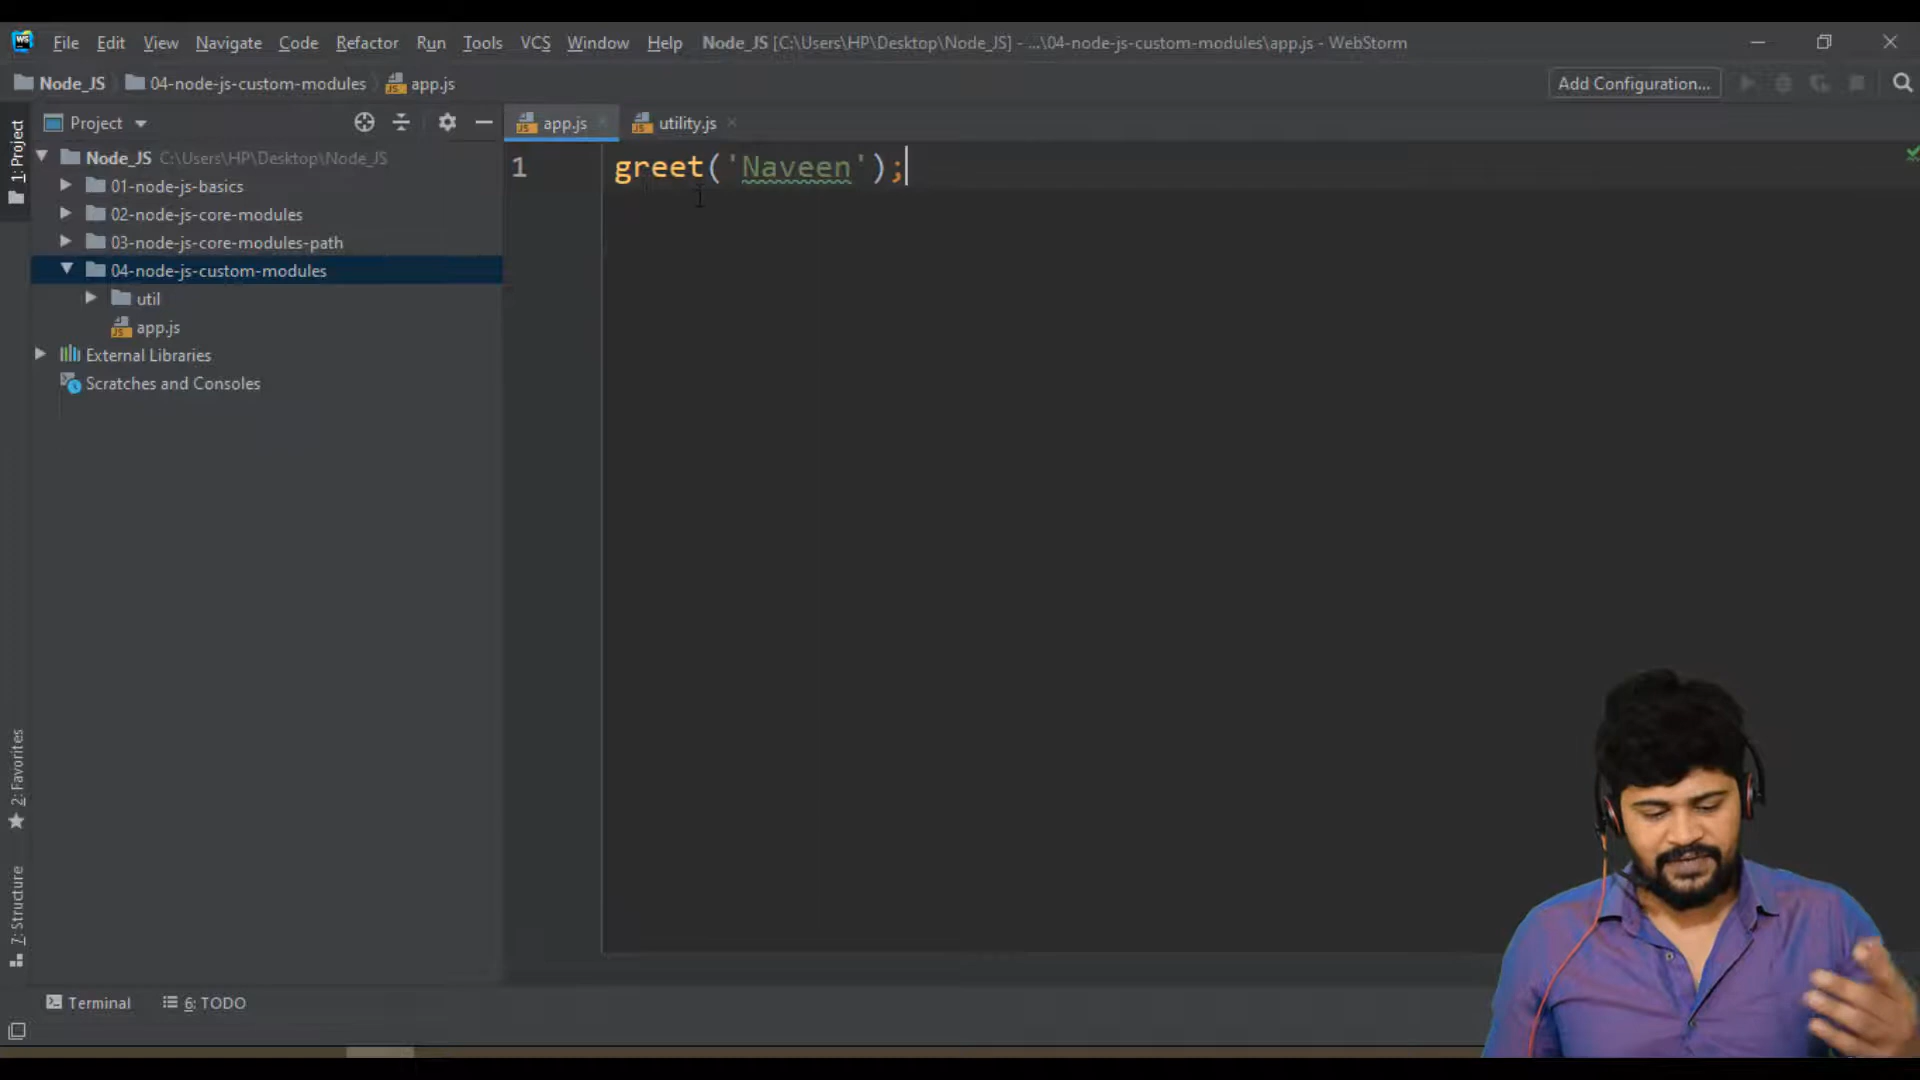 WS File Edit View Navigate Code Refactor Run Tools VCS Window Help Node_JS [C:\Users\HP\Desktop\Node_JS] - ...\04-node-js-custom-modules\app.js - WebStorm
Node_JS 04-node-js-custom-modules app.js Add Configuration...
Project
app.js utility.js
1: Project
Node_JS C:\Users\HP\Desktop\Node_JS
01-node-js-basics
02-node-js-core-modules
03-node-js-core-modules-path
04-node-js-custom-modules
util
app.js
External Libraries
Scratches and Consoles
1 greet('Naveen');
2: Favorites
7: Structure
Terminal 6: TODO